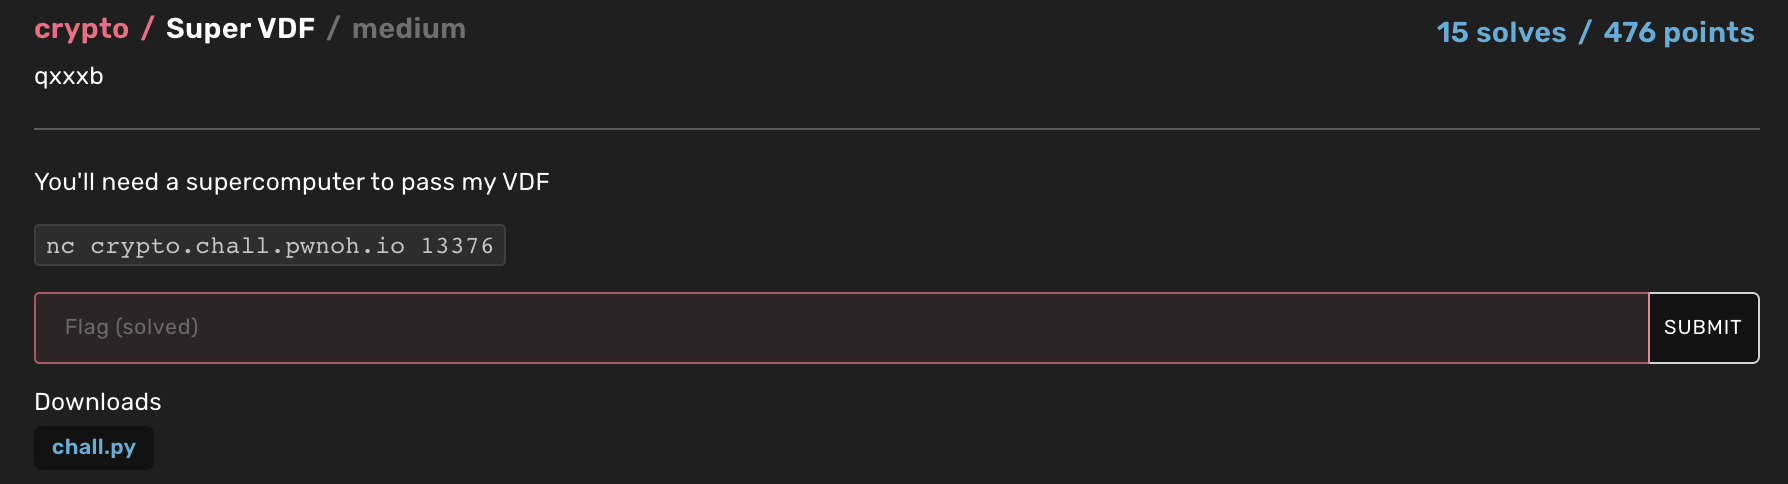 crypto / Super VDF / medium
15 solves / 476 points
qxxxb
You'll need a supercomputer to pass my VDF
nc crypto.chall.pwnoh.io 13376
Flag (solved)
SUBMIT
Downloads
chall.py